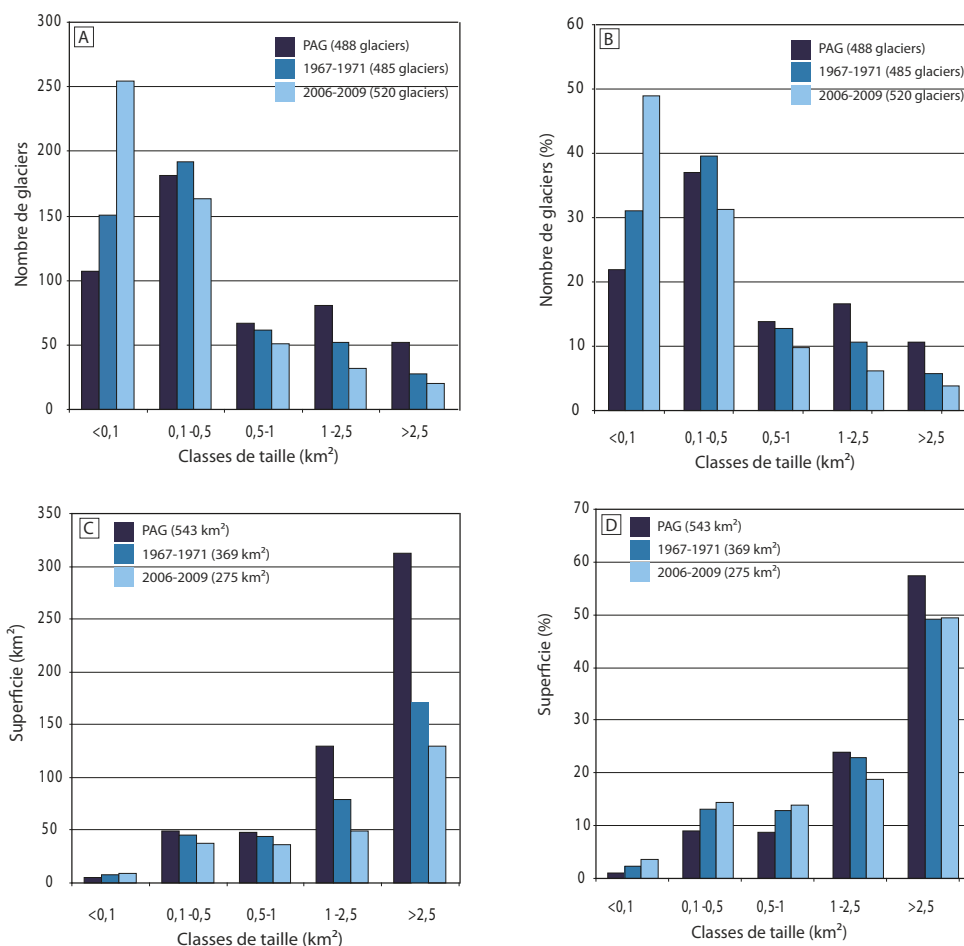 A
PAG (488 glaciers)
1967-1971 (485 glaciers)
2006-2009 (520 glaciers)
Nombre de glaciers
300
250
200
150
100
50
0
<0,1 0,1-0,5 0,5-1 1-2,5 >2,5
Classes de taille (km²)
B
PAG (488 glaciers)
1967-1971 (485 glaciers)
2006-2009 (520 glaciers)
Nombre de glaciers (%)
60
50
40
30
20
10
0
<0,1 0,1-0,5 0,5-1 1-2,5 >2,5
Classes de taille (km²)
C
PAG (543 km²)
1967-1971 (369 km²)
2006-2009 (275 km²)
Superficie (km²)
350
300
250
200
150
100
50
0
<0,1 0,1-0,5 0,5-1 1-2,5 >2,5
Classes de taille (km²)
D
PAG (543 km²)
1967-1971 (369 km²)
2006-2009 (275 km²)
Superficie (%)
70
60
50
40
30
20
10
0
<0,1 0,1-0,5 0,5-1 1-2,5 >2,5
Classes de taille (km²)